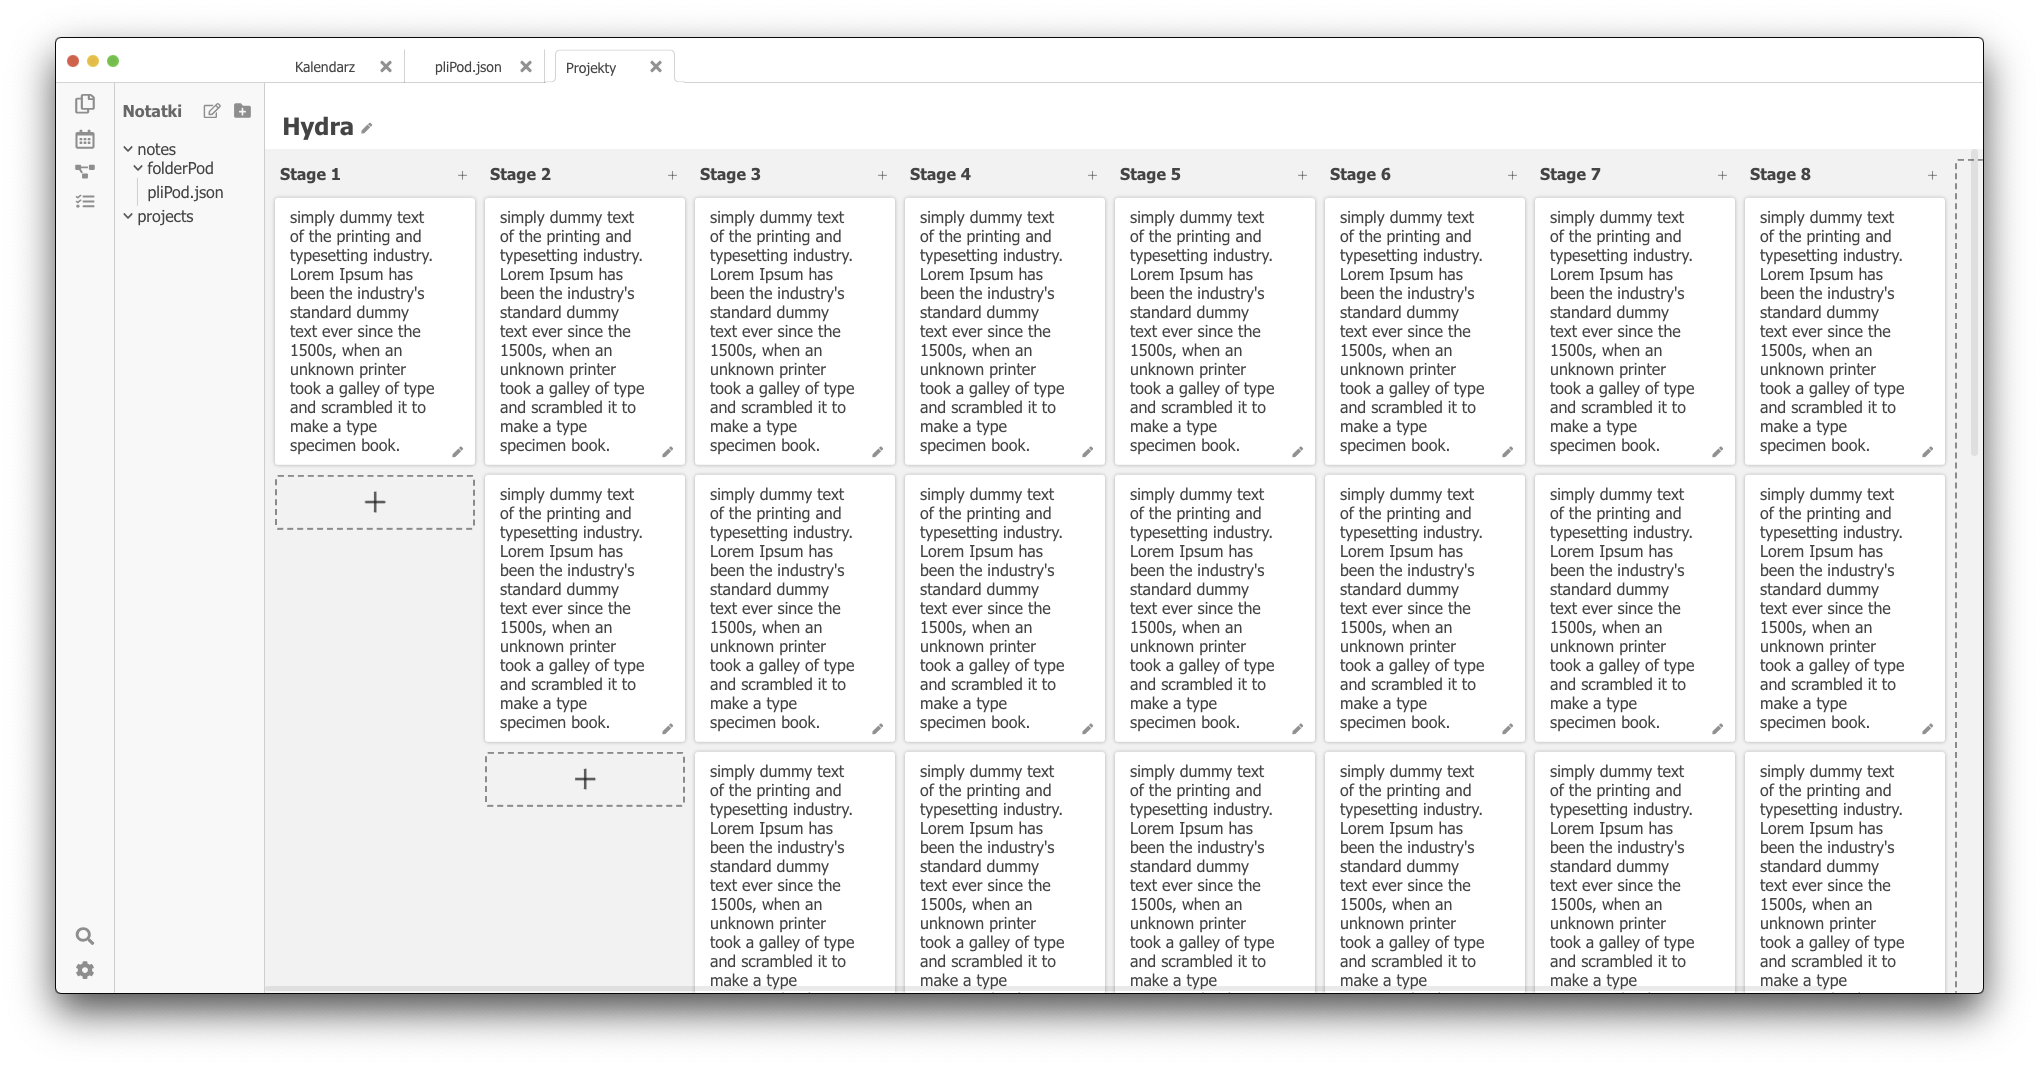 Kalendarz
pliPod.json
Projekty
Notatki
notes
folderPod
pliPod.json
projects
Hydra
Stage 1
simply dummy text
of the printing and
typesetting industry.
Lorem Ipsum has
been the industry's
standard dummy
text ever since the
1500s, when an
unknown printer
took a galley of type
and scrambled it to
make a type
specimen book.
Stage 2
simply dummy text
of the printing and
typesetting industry.
Lorem Ipsum has
been the industry's
standard dummy
text ever since the
1500s, when an
unknown printer
took a galley of type
and scrambled it to
make a type
specimen book.
simply dummy text
of the printing and
typesetting industry.
Lorem Ipsum has
been the industry's
standard dummy
text ever since the
1500s, when an
unknown printer
took a galley of type
and scrambled it to
make a type
specimen book.
Stage 3
simply dummy text
of the printing and
typesetting industry.
Lorem Ipsum has
been the industry's
standard dummy
text ever since the
1500s, when an
unknown printer
took a galley of type
and scrambled it to
make a type
specimen book.
simply dummy text
of the printing and
typesetting industry.
Lorem Ipsum has
been the industry's
standard dummy
text ever since the
1500s, when an
unknown printer
took a galley of type
and scrambled it to
make a type
specimen book.
simply dummy text
of the printing and
typesetting industry.
Lorem Ipsum has
been the industry's
standard dummy
text ever since the
1500s, when an
unknown printer
took a galley of type
and scrambled it to
make a type
Stage 4
simply dummy text
of the printing and
typesetting industry.
Lorem Ipsum has
been the industry's
standard dummy
text ever since the
1500s, when an
unknown printer
took a galley of type
and scrambled it to
make a type
specimen book.
simply dummy text
of the printing and
typesetting industry.
Lorem Ipsum has
been the industry's
standard dummy
text ever since the
1500s, when an
unknown printer
took a galley of type
and scrambled it to
make a type
specimen book.
simply dummy text
of the printing and
typesetting industry.
Lorem Ipsum has
been the industry's
standard dummy
text ever since the
1500s, when an
unknown printer
took a galley of type
and scrambled it to
make a type
Stage 5
simply dummy text
of the printing and
typesetting industry.
Lorem Ipsum has
been the industry's
standard dummy
text ever since the
1500s, when an
unknown printer
took a galley of type
and scrambled it to
make a type
specimen book.
simply dummy text
of the printing and
typesetting industry.
Lorem Ipsum has
been the industry's
standard dummy
text ever since the
1500s, when an
unknown printer
took a galley of type
and scrambled it to
make a type
specimen book.
simply dummy text
of the printing and
typesetting industry.
Lorem Ipsum has
been the industry's
standard dummy
text ever since the
1500s, when an
unknown printer
took a galley of type
and scrambled it to
make a type
Stage 6
simply dummy text
of the printing and
typesetting industry.
Lorem Ipsum has
been the industry's
standard dummy
text ever since the
1500s, when an
unknown printer
took a galley of type
and scrambled it to
make a type
specimen book.
simply dummy text
of the printing and
typesetting industry.
Lorem Ipsum has
been the industry's
standard dummy
text ever since the
1500s, when an
unknown printer
took a galley of type
and scrambled it to
make a type
specimen book.
simply dummy text
of the printing and
typesetting industry.
Lorem Ipsum has
been the industry's
standard dummy
text ever since the
1500s, when an
unknown printer
took a galley of type
and scrambled it to
make a type
Stage 7
simply dummy text
of the printing and
typesetting industry.
Lorem Ipsum has
been the industry's
standard dummy
text ever since the
1500s, when an
unknown printer
took a galley of type
and scrambled it to
make a type
specimen book.
simply dummy text
of the printing and
typesetting industry.
Lorem Ipsum has
been the industry's
standard dummy
text ever since the
1500s, when an
unknown printer
took a galley of type
and scrambled it to
make a type
specimen book.
simply dummy text
of the printing and
typesetting industry.
Lorem Ipsum has
been the industry's
standard dummy
text ever since the
1500s, when an
unknown printer
took a galley of type
and scrambled it to
make a type
Stage 8
simply dummy text
of the printing and
typesetting industry.
Lorem Ipsum has
been the industry's
standard dummy
text ever since the
1500s, when an
unknown printer
took a galley of type
and scrambled it to
make a type
specimen book.
simply dummy text
of the printing and
typesetting industry.
Lorem Ipsum has
been the industry's
standard dummy
text ever since the
1500s, when an
unknown printer
took a galley of type
and scrambled it to
make a type
specimen book.
simply dummy text
of the printing and
typesetting industry.
Lorem Ipsum has
been the industry's
standard dummy
text ever since the
1500s, when an
unknown printer
took a galley of type
and scrambled it to
make a type